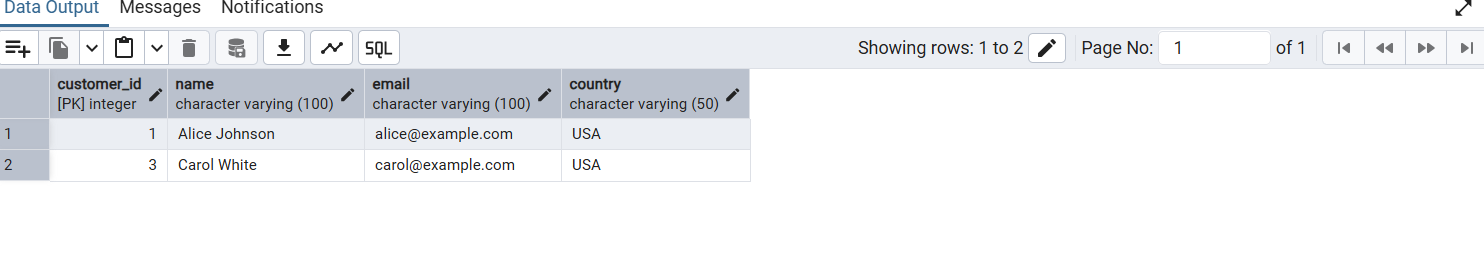 Data Output Messages Notifications
SQL Showing rows: 1 to 2 Page No: 1 of 1
customer_id name email country
[PK] integer character varying (100) character varying (100) character varying (50)
1 1 Alice Johnson alice@example.com USA
2 3 Carol White carol@example.com USA